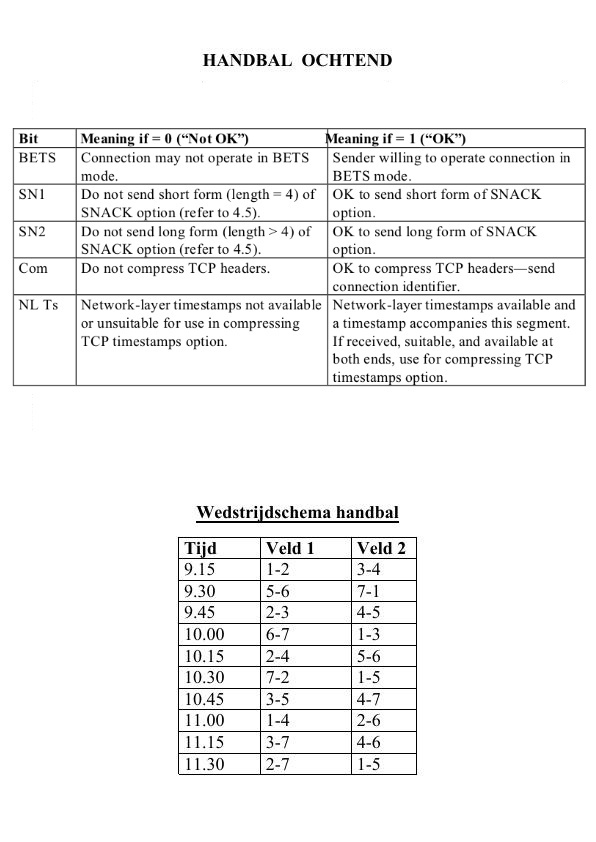 HANDBAL OCHTEND
Bit Meaning if = 0 (“Not OK”) Meaning if = 1 (“OK”)
BETS Connection may not operate in BETS mode. Sender willing to operate connection in BETS mode.
SN1 Do not send short form (length = 4) of SNACK option (refer to 4.5). OK to send short form of SNACK option.
SN2 Do not send long form (length > 4) of SNACK option (refer to 4.5). OK to send long form of SNACK option.
Com Do not compress TCP headers. OK to compress TCP headers—send connection identifier.
NL Ts Network-layer timestamps not available or unsuitable for use in compressing TCP timestamps option. Network-layer timestamps available and a timestamp accompanies this segment. If received, suitable, and available at both ends, use for compressing TCP timestamps option.
Wedstrijdschema handbal
Tijd Veld 1 Veld 2
9.15 1-2 3-4
9.30 5-6 7-1
9.45 2-3 4-5
10.00 6-7 1-3
10.15 2-4 5-6
10.30 7-2 1-5
10.45 3-5 4-7
11.00 1-4 2-6
11.15 3-7 4-6
11.30 2-7 1-5